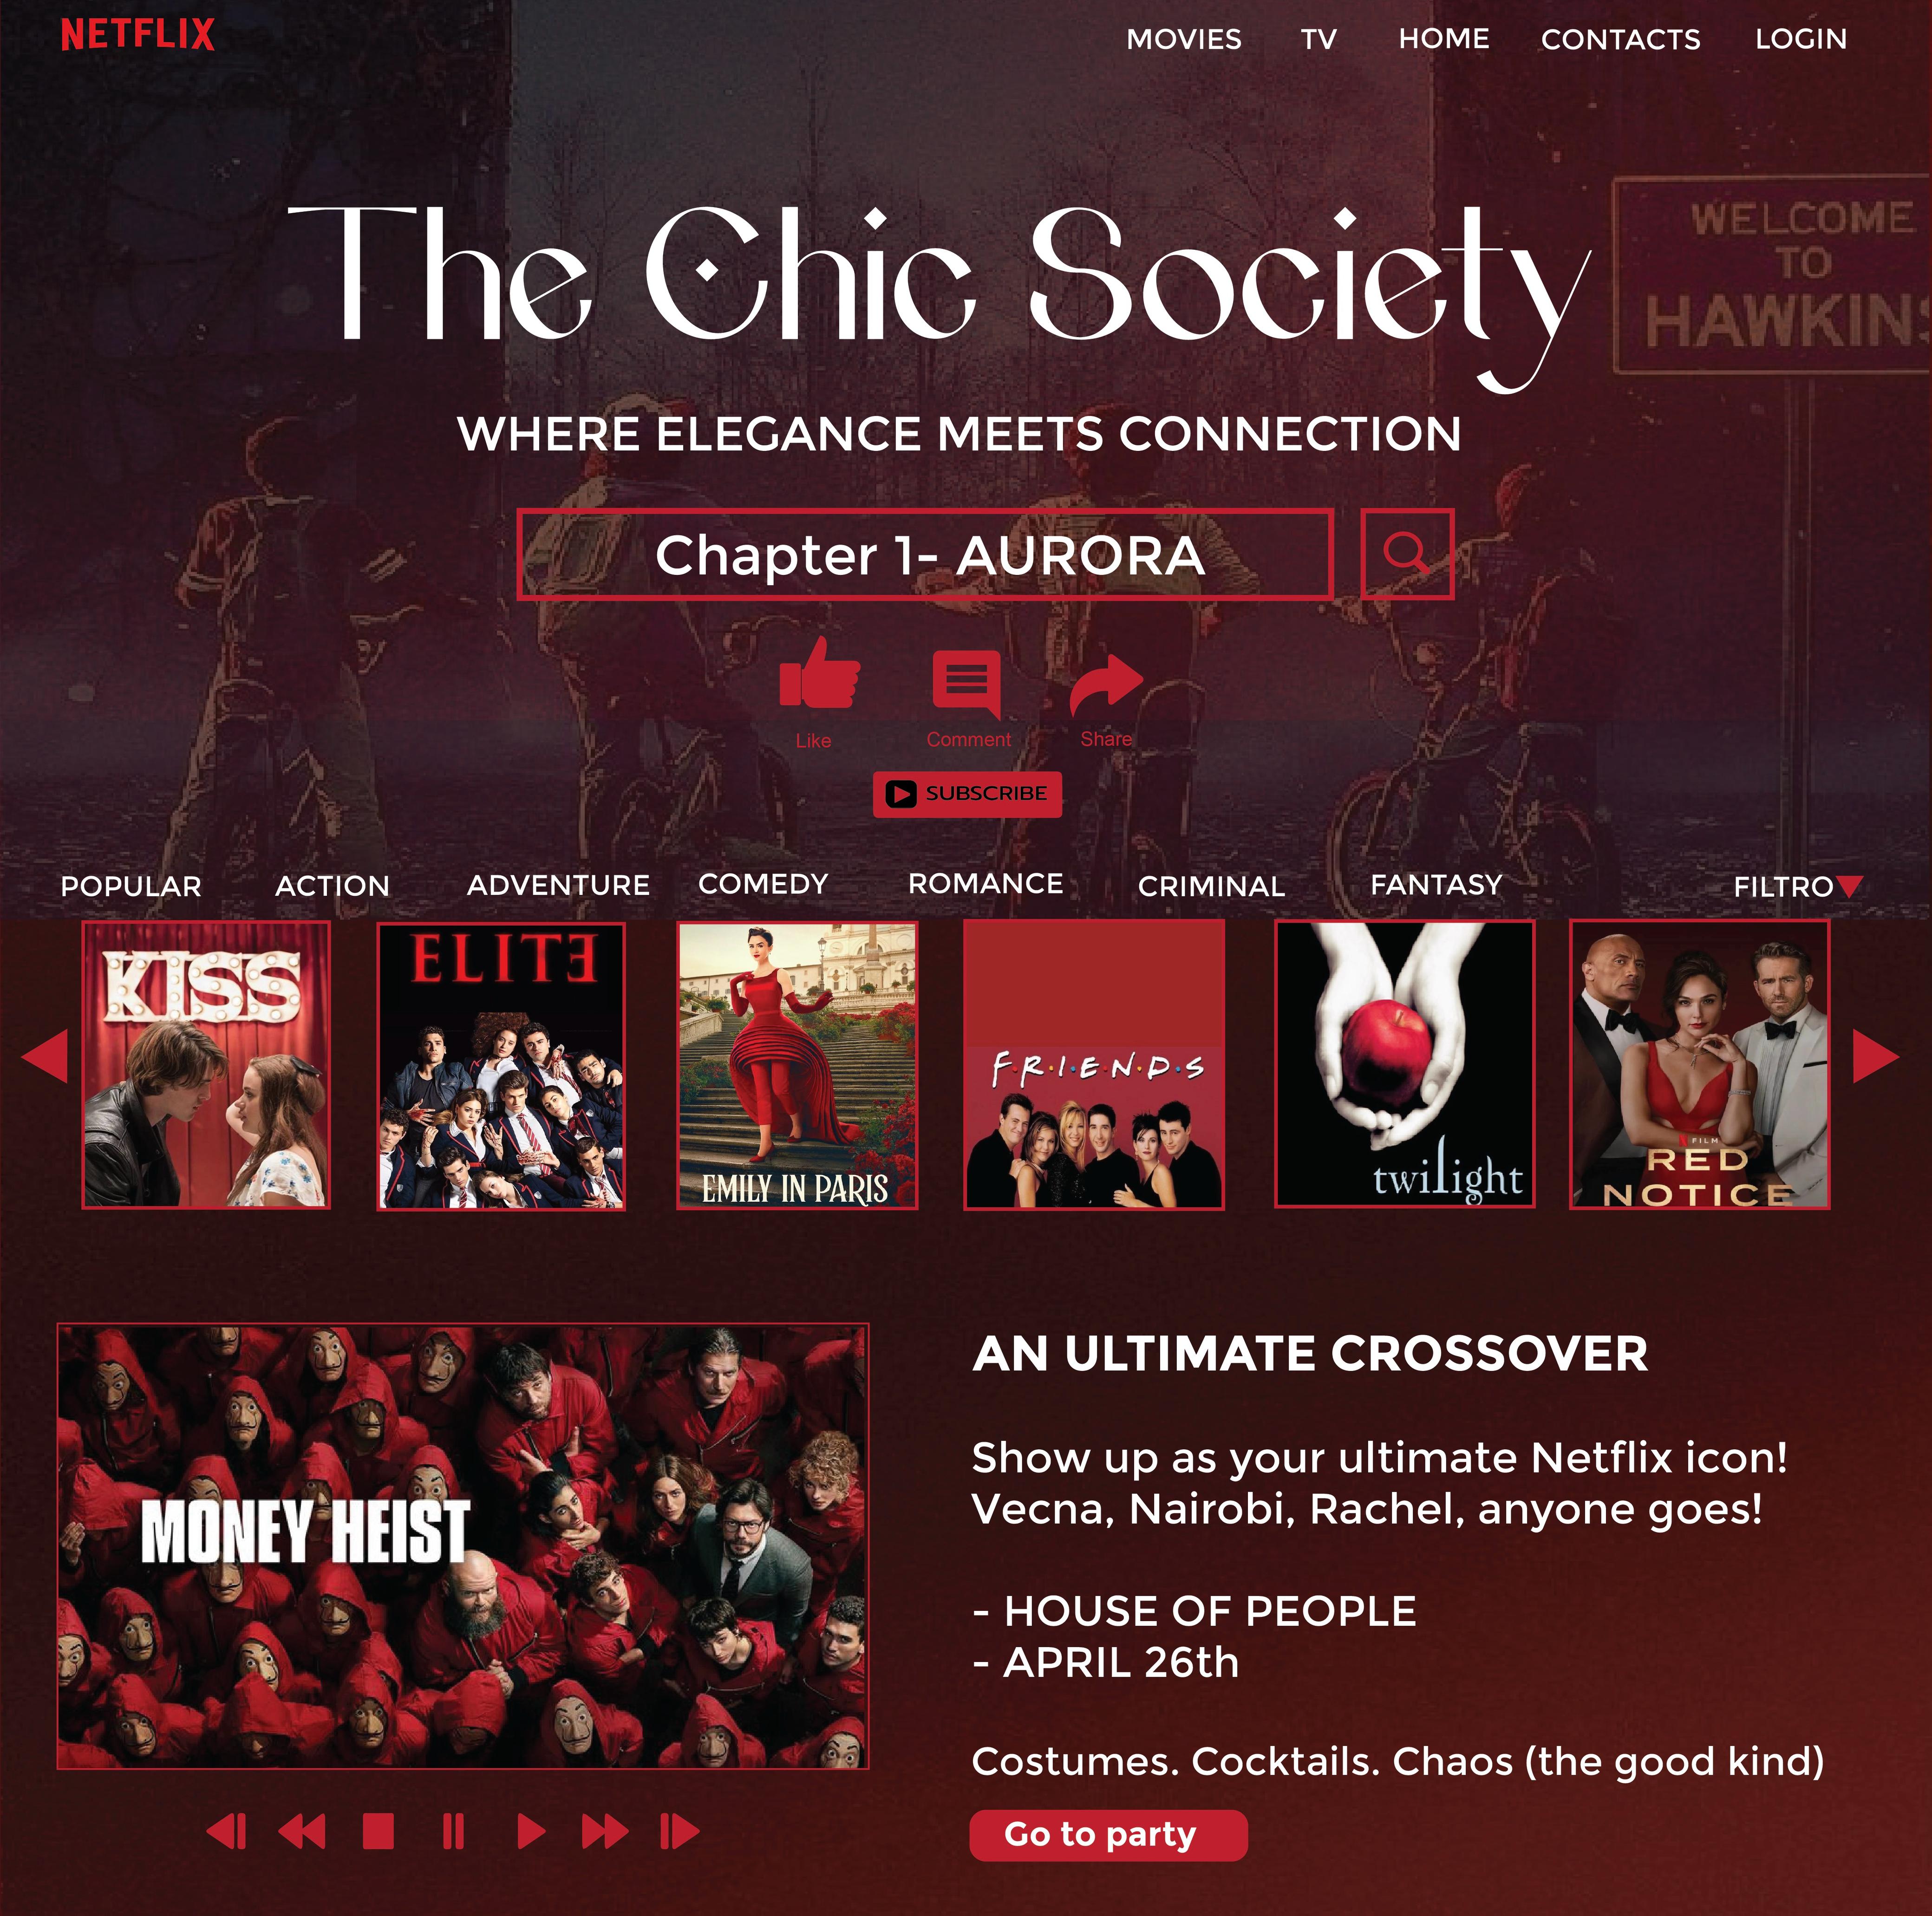 NETFLIX
MOVIES TV HOME CONTACTS LOGIN
WELCOME
TO
HAWKINS
The Chic Society
WHERE ELEGANCE MEETS CONNECTION
Chapter 1- AURORA
Like Comment Share
SUBSCRIBE
POPULAR ACTION ADVENTURE COMEDY ROMANCE CRIMINAL FANTASY FILTRO
KISS
ELITE
EMILY IN PARIS
F·R·I·E·N·D·S
twilight
N FILM
RED
NOTICE
MONEY HEIST
AN ULTIMATE CROSSOVER
Show up as your ultimate Netflix icon!
Vecna, Nairobi, Rachel, anyone goes!
- HOUSE OF PEOPLE
- APRIL 26th
Costumes. Cocktails. Chaos (the good kind)
Go to party